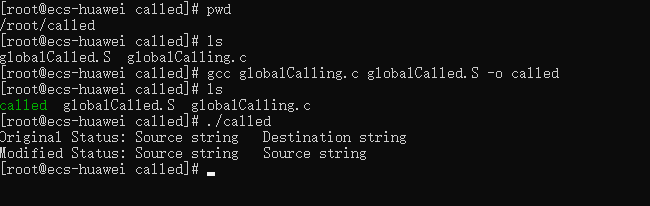 [root@ecs-huawei called]# pwd
/root/called
[root@ecs-huawei called]# ls
globalCalled.S  globalCalling.c
[root@ecs-huawei called]# gcc globalCalling.c globalCalled.S -o called
[root@ecs-huawei called]# ls
called  globalCalled.S  globalCalling.c
[root@ecs-huawei called]# ./called
Original Status: Source string   Destination string
Modified Status: Source string   Source string
[root@ecs-huawei called]#